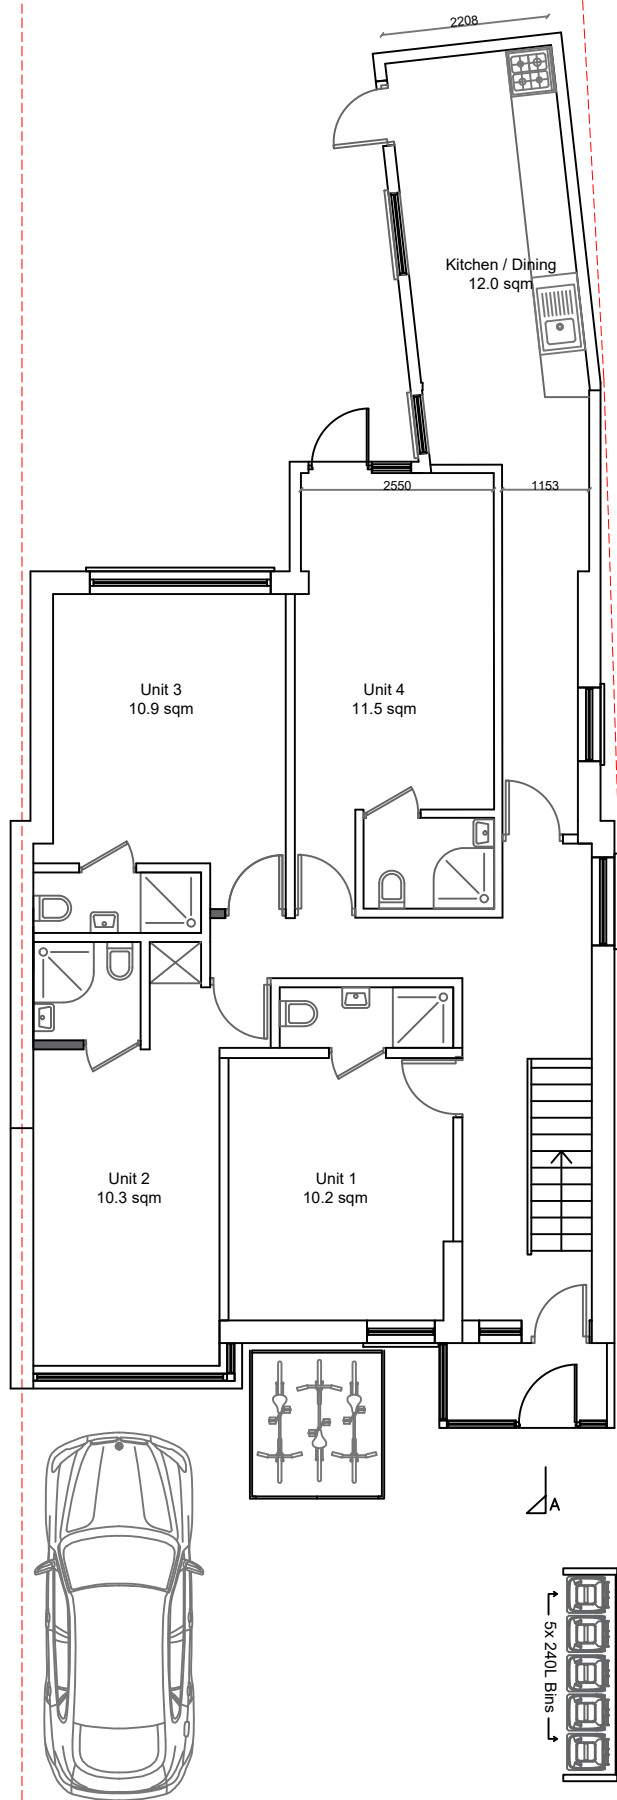 2208
Kitchen / Dining
12.0 sqm
2550
1153
Unit 3
10.9 sqm
Unit 4
11.5 sqm
Unit 2
10.3 sqm
Unit 1
10.2 sqm
A
5x 240L Bins